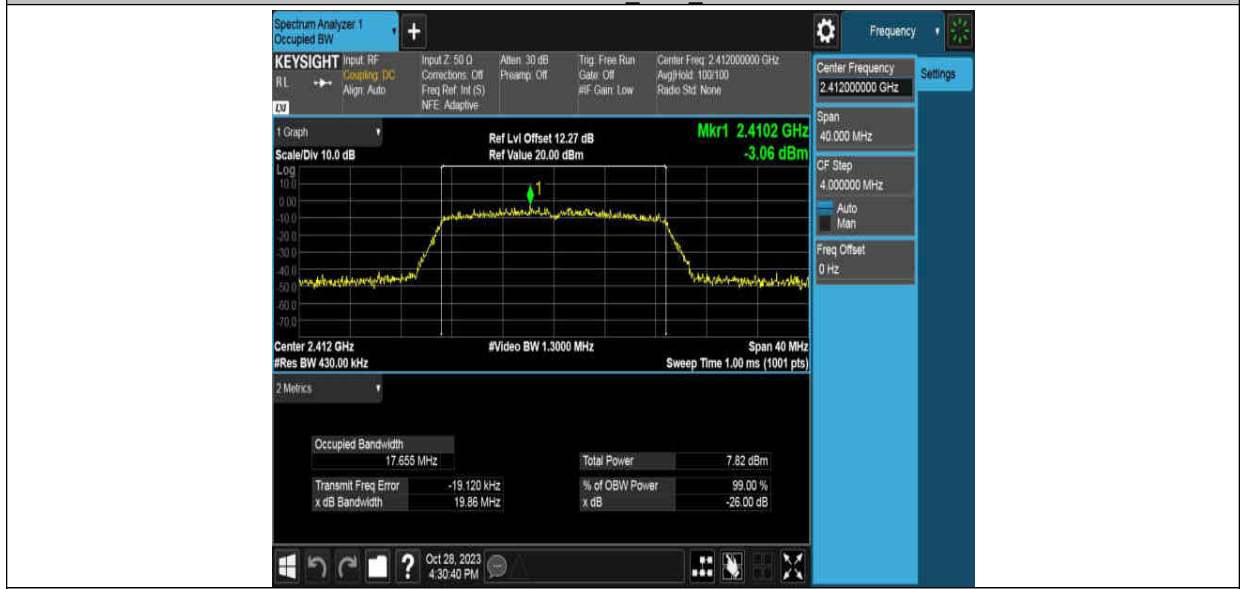 Spectrum Analyzer 1
Occupied BW
Frequency
KEYSIGHT
RL
LXI
Input: RF
Coupling: DC
Align: Auto
Input Z: 50 Ω
Corrections: Off
Freq Ref: Int (S)
NFE: Adaptive
Atten: 30 dB
Preamp: Off
Trig: Free Run
Gate: Off
#IF Gain: Low
Center Freq: 2.412000000 GHz
Avg|Hold: 100/100
Radio Std: None
Center Frequency
2.412000000 GHz
Settings
Span
40.000 MHz
CF Step
4.000000 MHz
Auto
Man
Freq Offset
0 Hz
1 Graph
Scale/Div 10.0 dB
Ref Lvl Offset 12.27 dB
Ref Value 20.00 dBm
Mkr1 2.4102 GHz
-3.06 dBm
Log
10.0
0.00
-10.0
-20.0
-30.0
-40.0
-50.0
-60.0
-70.0
1
Center 2.412 GHz
#Res BW 430.00 kHz
#Video BW 1.3000 MHz
Span 40 MHz
Sweep Time 1.00 ms (1001 pts)
2 Metrics
Occupied Bandwidth
17.655 MHz
Total Power 7.82 dBm
Transmit Freq Error -19.120 kHz
% of OBW Power 99.00 %
x dB Bandwidth 19.86 MHz
x dB -26.00 dB
?
Oct 28, 2023
4:30:40 PM